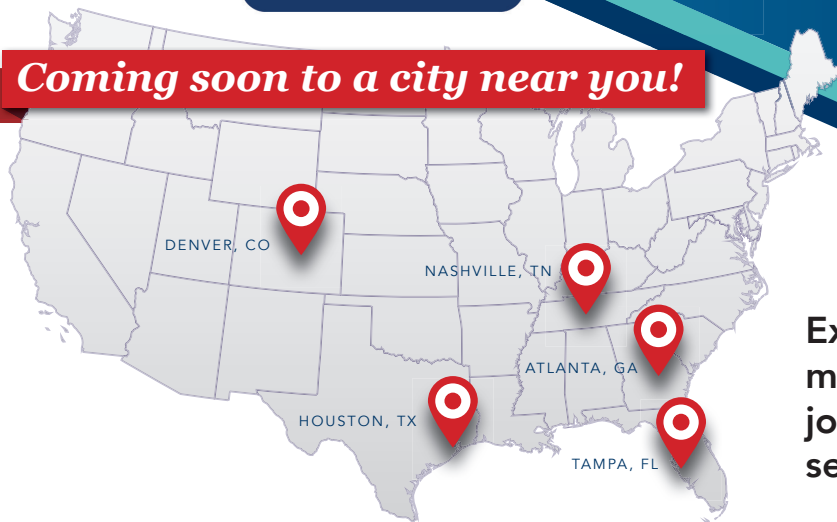 Coming soon to a city near you!
DENVER, CO
NASHVILLE, TN
ATLANTA, GA
HOUSTON, TX
TAMPA, FL